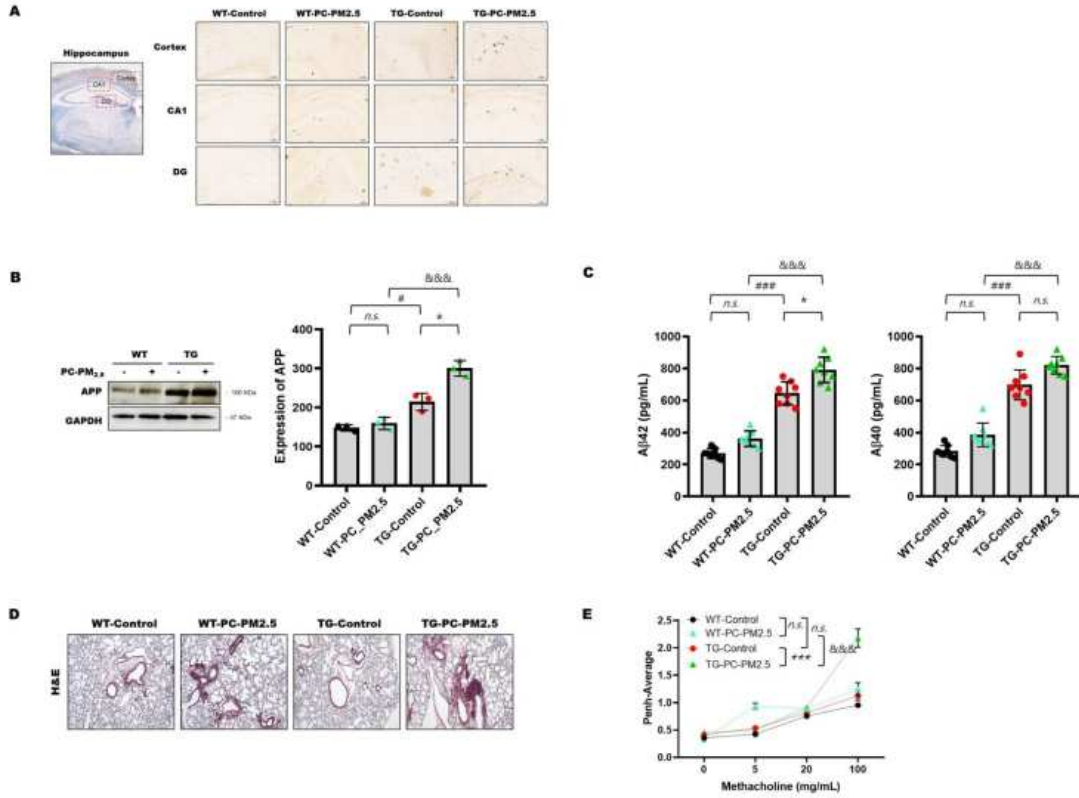 A
WT-Control WT-PC-PM2.5 TG-Control TG-PC-PM2.5
Hippocampus
Cortex
CA1
DG
Cortex
CA1
DG
B
WT TG
PC-PM2.5 - + - +
APP
GAPDH
&&&
#
n.s. *
Expression of APP
400
300
200
100
0
WT-Control
WT-PC_PM2.5
TG-Control
TG-PC_PM2.5
C
&&&
###
n.s. *
Aβ42 (pg/mL)
1000
800
600
400
200
0
WT-Control
WT-PC-PM2.5
TG-Control
TG-PC-PM2.5
&&&
###
n.s. n.s.
Aβ40 (pg/mL)
1000
800
600
400
200
0
WT-Control
WT-PC-PM2.5
TG-Control
TG-PC-PM2.5
D
WT-Control WT-PC-PM2.5 TG-Control TG-PC-PM2.5
H&E
E
WT-Control
WT-PC-PM2.5
TG-Control
TG-PC-PM2.5
n.s. n.s.
&&&
Penh-Average
2.5
2.0
1.5
1.0
0.5
0.0
0 5 20 100
Methacholine (mg/mL)